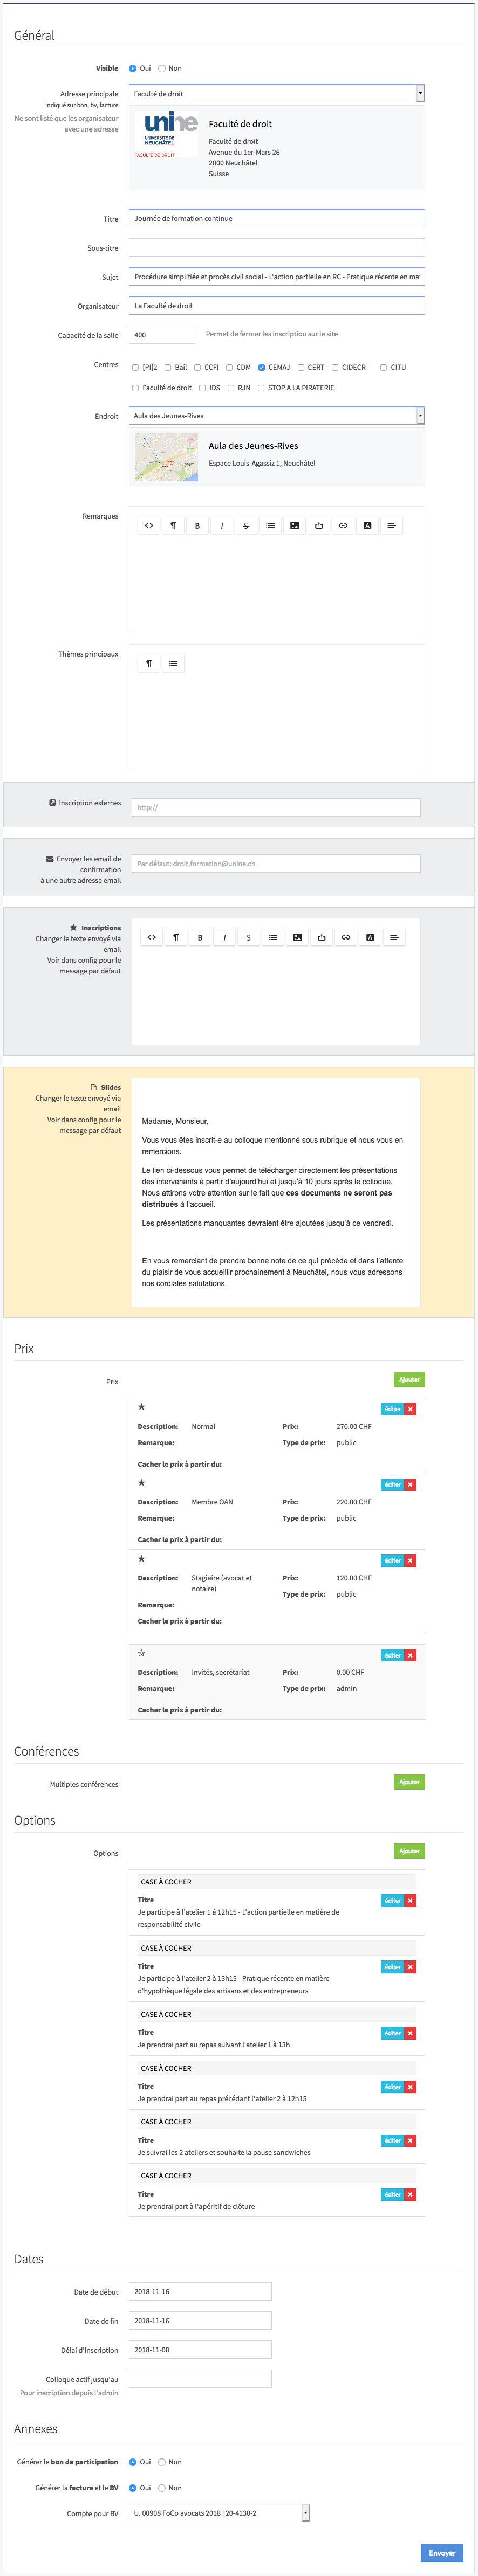 Général
Visible
Oui
Non
Adresse principale
Indiqué sur bon, bv, facture
Ne sont listé que les organisateur
avec une adresse
Faculté de droit
unine
UNIVERSITÉ DE
NEUCHÂTEL
FACULTÉ DE DROIT
Faculté de droit
Faculté de droit
Avenue du 1er-Mars 26
2000 Neuchâtel
Suisse
Titre
Journée de formation continue
Sous-titre
Sujet
Procédure simplifiée et procès civil social - L'action partielle en RC - Pratique récente en ma
Organisateur
La Faculté de droit
Capacité de la salle
400
Permet de fermer les inscription sur le site
Centres
[PI]2
Bail
CCFI
CDM
CEMAJ
CERT
CIDECR
CITU
Faculté de droit
IDS
RJN
STOP A LA PIRATERIE
Endroit
Aula des Jeunes-Rives
Aula des Jeunes-Rives
Espace Louis-Agassiz 1, Neuchâtel
Remarques
Thèmes principaux
Inscription externes
http://
Envoyer les email de
confirmation
à une autre adresse email
Par défaut: droit.formation@unine.ch
Inscriptions
Changer le texte envoyé via
email
Voir dans config pour le
message par défaut
Slides
Changer le texte envoyé via
email
Voir dans config pour le
message par défaut
Madame, Monsieur,
Vous vous êtes inscrit-e au colloque mentionné sous rubrique et nous vous en
remercions.
Le lien ci-dessous vous permet de télécharger directement les présentations
des intervenants à partir d'aujourd'hui et jusqu'à 10 jours après le colloque.
Nous attirons votre attention sur le fait que ces documents ne seront pas
distribués à l'accueil.
Les présentations manquantes devraient être ajoutées jusqu'à ce vendredi.
En vous remerciant de prendre bonne note de ce qui précède et dans l'attente
du plaisir de vous accueillir prochainement à Neuchâtel, nous vous adressons
nos cordiales salutations.
Prix
Prix
Ajouter
éditer
Description: Normal
Prix: 270.00 CHF
Remarque:
Type de prix: public
Cacher le prix à partir du:
éditer
Description: Membre OAN
Prix: 220.00 CHF
Remarque:
Type de prix: public
Cacher le prix à partir du:
éditer
Description: Stagiaire (avocat et
notaire)
Prix: 120.00 CHF
Type de prix: public
Remarque:
Cacher le prix à partir du:
éditer
Description: Invités, secrétariat
Prix: 0.00 CHF
Remarque:
Type de prix: admin
Cacher le prix à partir du:
Conférences
Multiples conférences
Ajouter
Options
Options
Ajouter
CASE À COCHER
Titre
éditer
Je participe à l'atelier 1 à 12h15 - L'action partielle en matière de
responsabilité civile
CASE À COCHER
Titre
éditer
Je participe à l'atelier 2 à 13h15 - Pratique récente en matière
d'hypothèque légale des artisans et des entrepreneurs
CASE À COCHER
Titre
éditer
Je prendrai part au repas suivant l'atelier 1 à 13h
CASE À COCHER
Titre
éditer
Je prendrai part au repas précédant l'atelier 2 à 12h15
CASE À COCHER
Titre
éditer
Je suivrai les 2 ateliers et souhaite la pause sandwiches
CASE À COCHER
Titre
éditer
Je prendrai part à l'apéritif de clôture
Dates
Date de début
2018-11-16
Date de fin
2018-11-16
Délai d'inscription
2018-11-08
Colloque actif jusqu'au
Pour inscription depuis l'admin
Annexes
Générer le bon de participation
Oui
Non
Générer la facture et le BV
Oui
Non
Compte pour BV
U. 00908 FoCo avocats 2018 | 20-4130-2
Envoyer